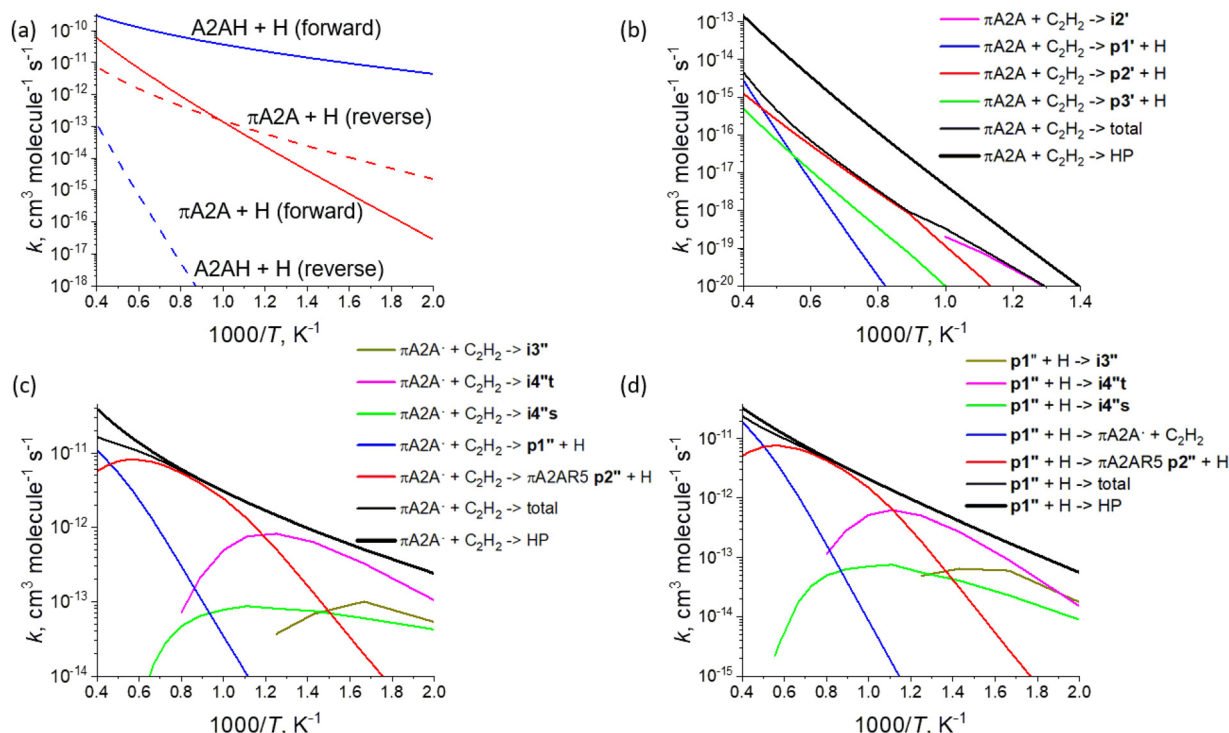 (a)
A2AH + H (forward)
πA2A + H (reverse)
πA2A + H (forward)
A2AH + H (reverse)
k, cm³ molecule⁻¹ s⁻¹
10⁻¹⁰
10⁻¹¹
10⁻¹²
10⁻¹³
10⁻¹⁴
10⁻¹⁵
10⁻¹⁶
10⁻¹⁷
10⁻¹⁸
0.4 0.6 0.8 1.0 1.2 1.4 1.6 1.8 2.0
1000/T, K⁻¹
(b)
πA2A + C₂H₂ -> i2'
πA2A + C₂H₂ -> p1' + H
πA2A + C₂H₂ -> p2' + H
πA2A + C₂H₂ -> p3' + H
πA2A + C₂H₂ -> total
πA2A + C₂H₂ -> HP
k, cm³ molecule⁻¹ s⁻¹
10⁻¹³
10⁻¹⁴
10⁻¹⁵
10⁻¹⁶
10⁻¹⁷
10⁻¹⁸
10⁻¹⁹
10⁻²⁰
0.4 0.6 0.8 1.0 1.2 1.4
1000/T, K⁻¹
(c)
πA2A· + C₂H₂ -> i3"
πA2A· + C₂H₂ -> i4"t
πA2A· + C₂H₂ -> i4"s
πA2A· + C₂H₂ -> p1" + H
πA2A· + C₂H₂ -> πA2AR5 p2" + H
πA2A· + C₂H₂ -> total
πA2A· + C₂H₂ -> HP
k, cm³ molecule⁻¹ s⁻¹
10⁻¹¹
10⁻¹²
10⁻¹³
10⁻¹⁴
0.4 0.6 0.8 1.0 1.2 1.4 1.6 1.8 2.0
1000/T, K⁻¹
(d)
p1" + H -> i3"
p1" + H -> i4"t
p1" + H -> i4"s
p1" + H -> πA2A· + C₂H₂
p1" + H -> πA2AR5 p2" + H
p1" + H -> total
p1" + H -> HP
k, cm³ molecule⁻¹ s⁻¹
10⁻¹¹
10⁻¹²
10⁻¹³
10⁻¹⁴
10⁻¹⁵
0.4 0.6 0.8 1.0 1.2 1.4 1.6 1.8 2.0
1000/T, K⁻¹